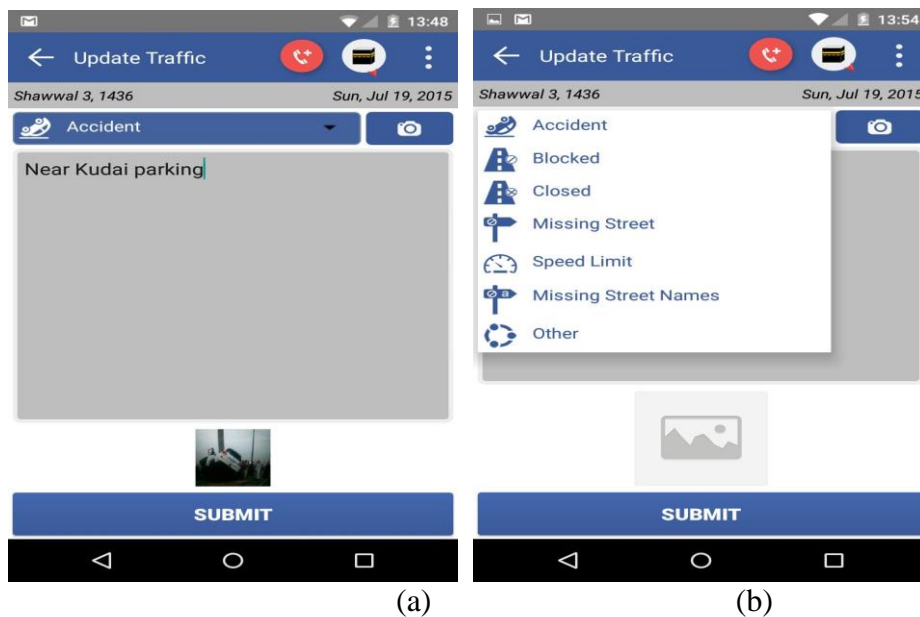 13:48
Update Traffic
Shawwal 3, 1436 Sun, Jul 19, 2015
Accident
Near Kudai parking
SUBMIT
(a)
13:54
Update Traffic
Shawwal 3, 1436 Sun, Jul 19, 2015
Accident
Blocked
Closed
Missing Street
Speed Limit
Missing Street Names
Other
SUBMIT
(b)